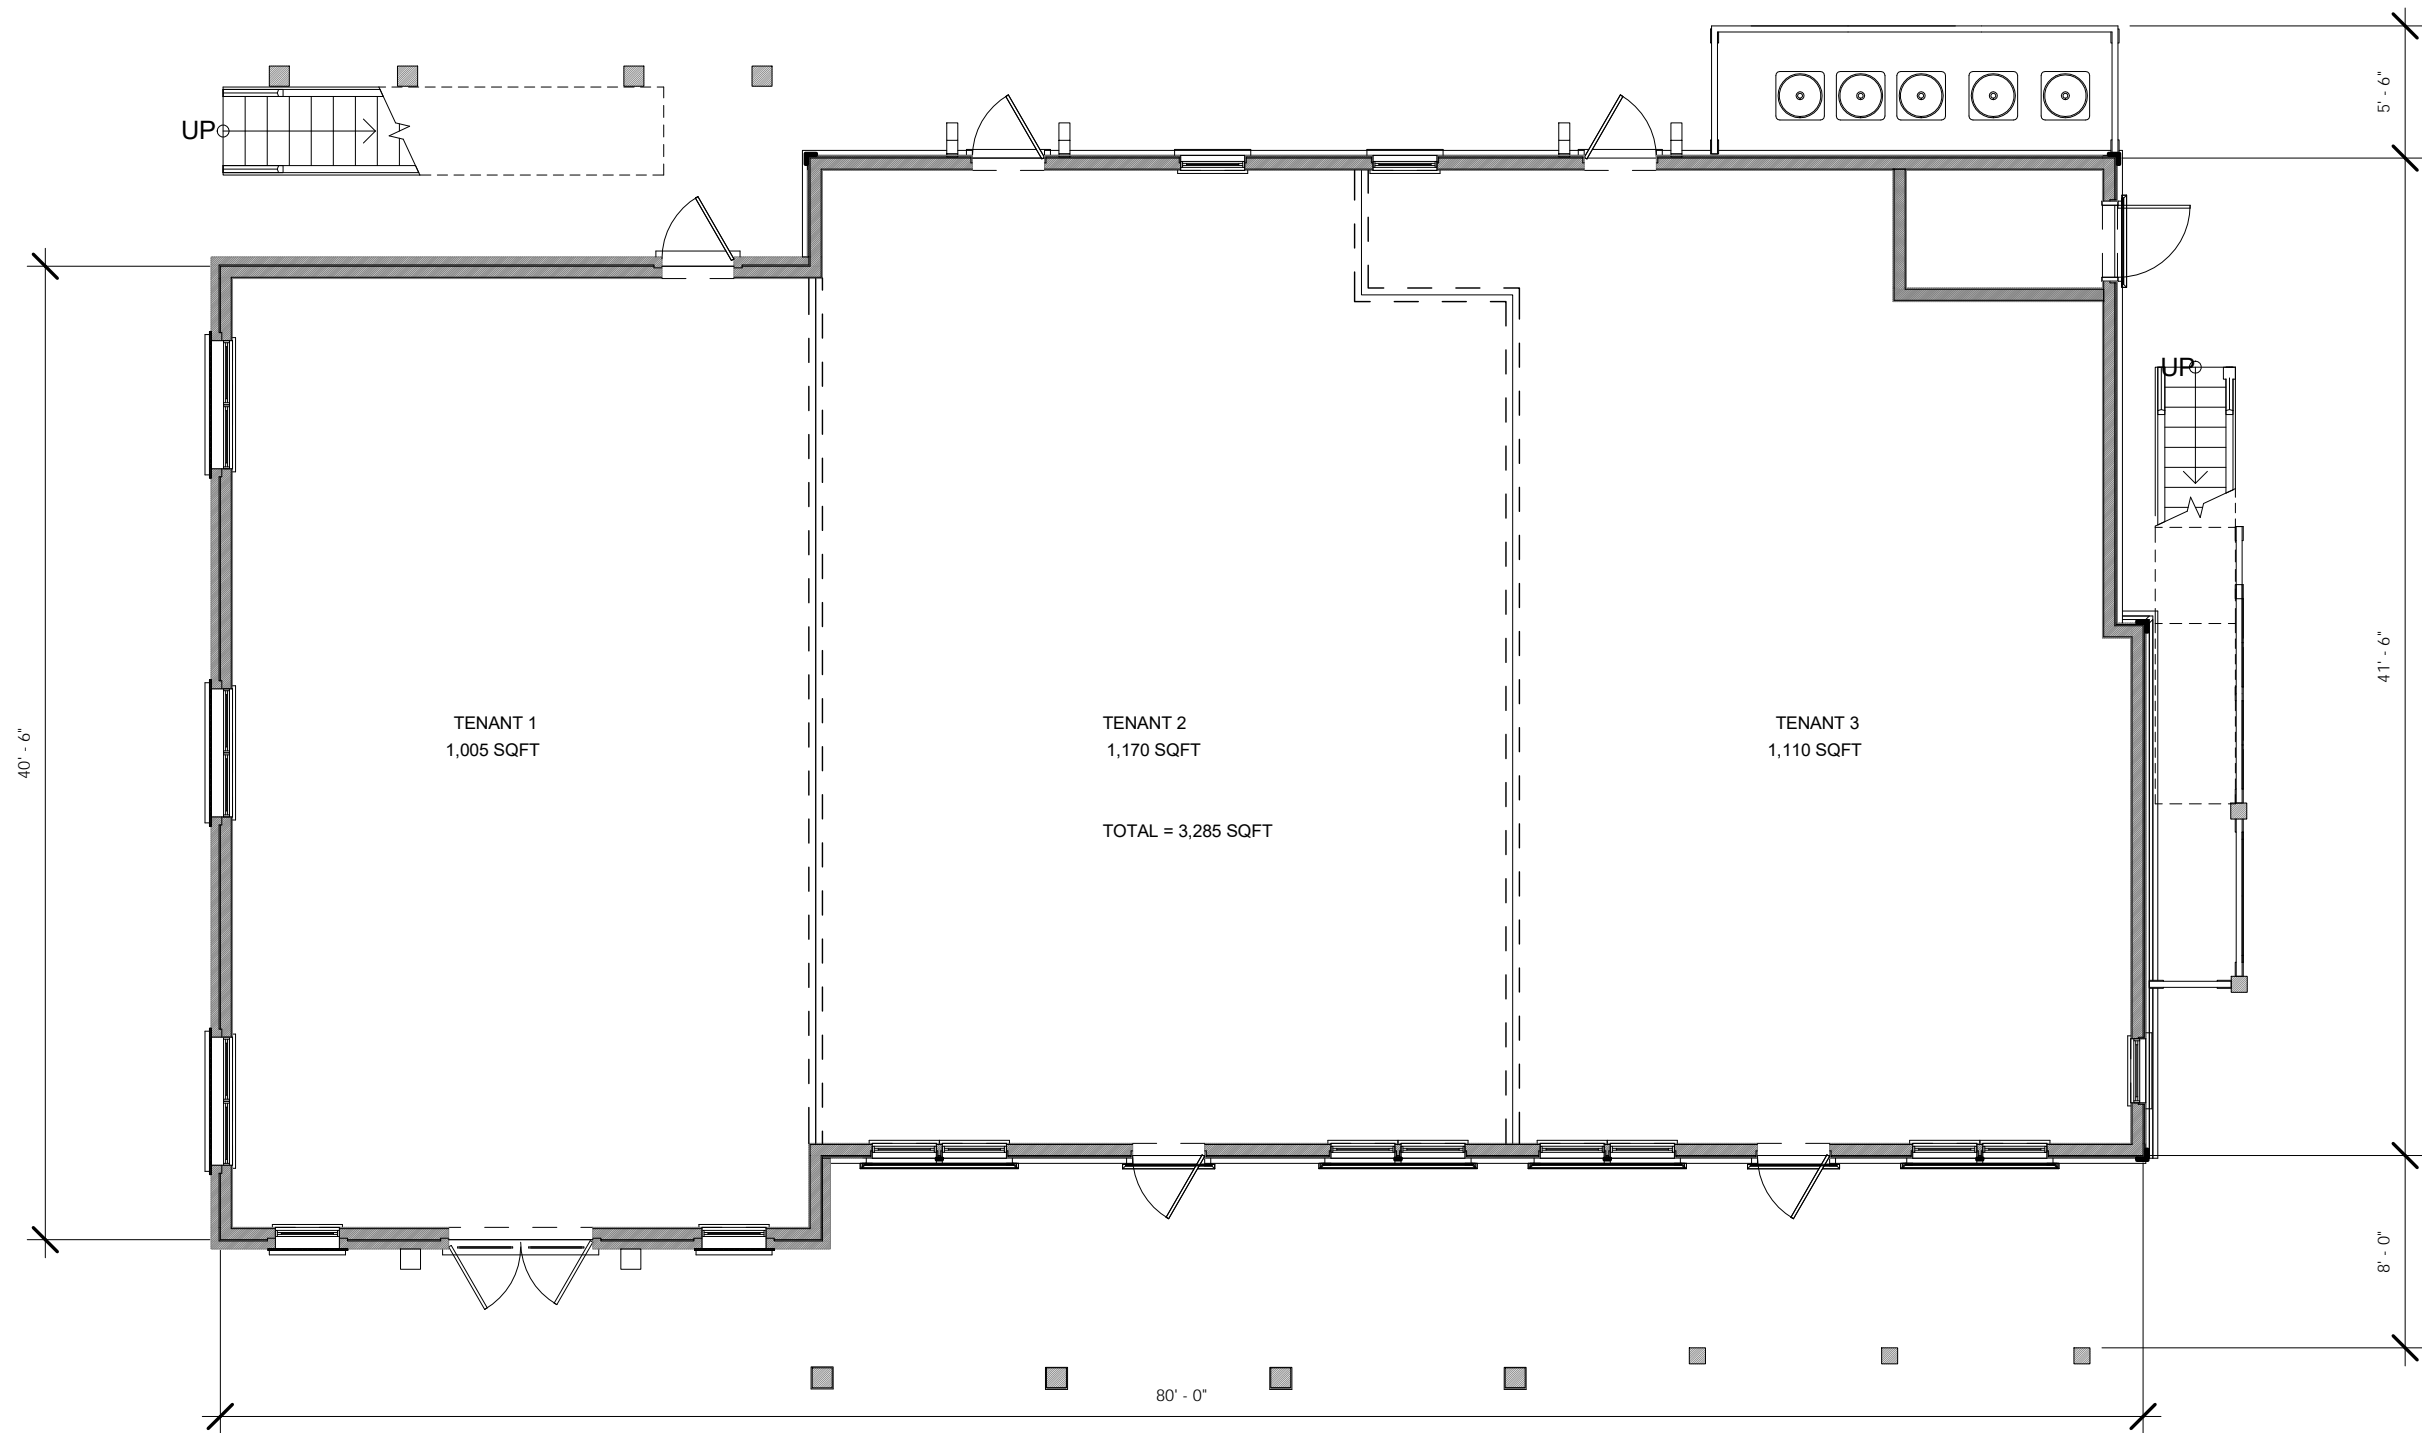 5' - 6"
UP
UP
41' - 6"
40' - 6"
TENANT 1
1,005 SQFT
TENANT 2
1,170 SQFT
TENANT 3
1,110 SQFT
TOTAL = 3,285 SQFT
8' - 0"
80' - 0"